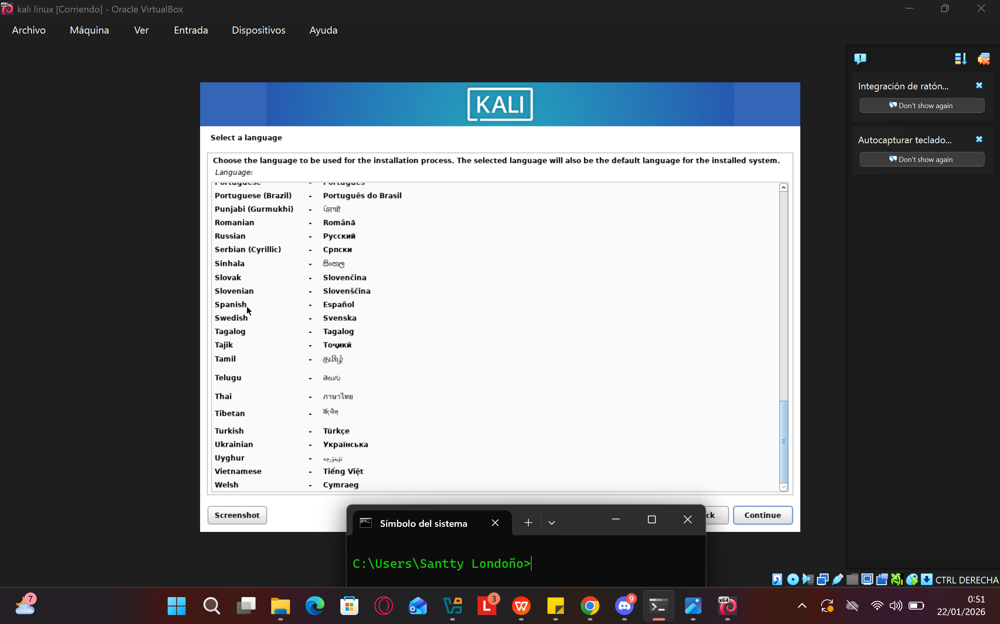 kali linux [Corriendo] - Oracle VirtualBox
Archivo Máquina Ver Entrada Dispositivos Ayuda
Integración de ratón...
Don't show again
Autocapturar teclado...
Don't show again
KALI
Select a language
Choose the language to be used for the installation process. The selected language will also be the default language for the installed system.
Language:
Portuguese - Português
Portuguese (Brazil) - Português do Brasil
Punjabi (Gurmukhi) - ਪੰਜਾਬੀ
Romanian - Română
Russian - Русский
Serbian (Cyrillic) - Српски
Sinhala - සිංහල
Slovak - Slovenčina
Slovenian - Slovenščina
Spanish - Español
Swedish - Svenska
Tagalog - Tagalog
Tajik - Тоҷикӣ
Tamil - தமிழ்
Telugu - తెలుగు
Thai - ภาษาไทย
Tibetan - བོད་ཡིག
Turkish - Türkçe
Ukrainian - Українська
Uyghur - ئۇيغۇرچە
Vietnamese - Tiếng Việt
Welsh - Cymraeg
Screenshot
ck
Continue
Símbolo del sistema
C:\Users\Santty Londoño>
CTRL DERECHA
7
3
9
x64
0:51
22/01/2026